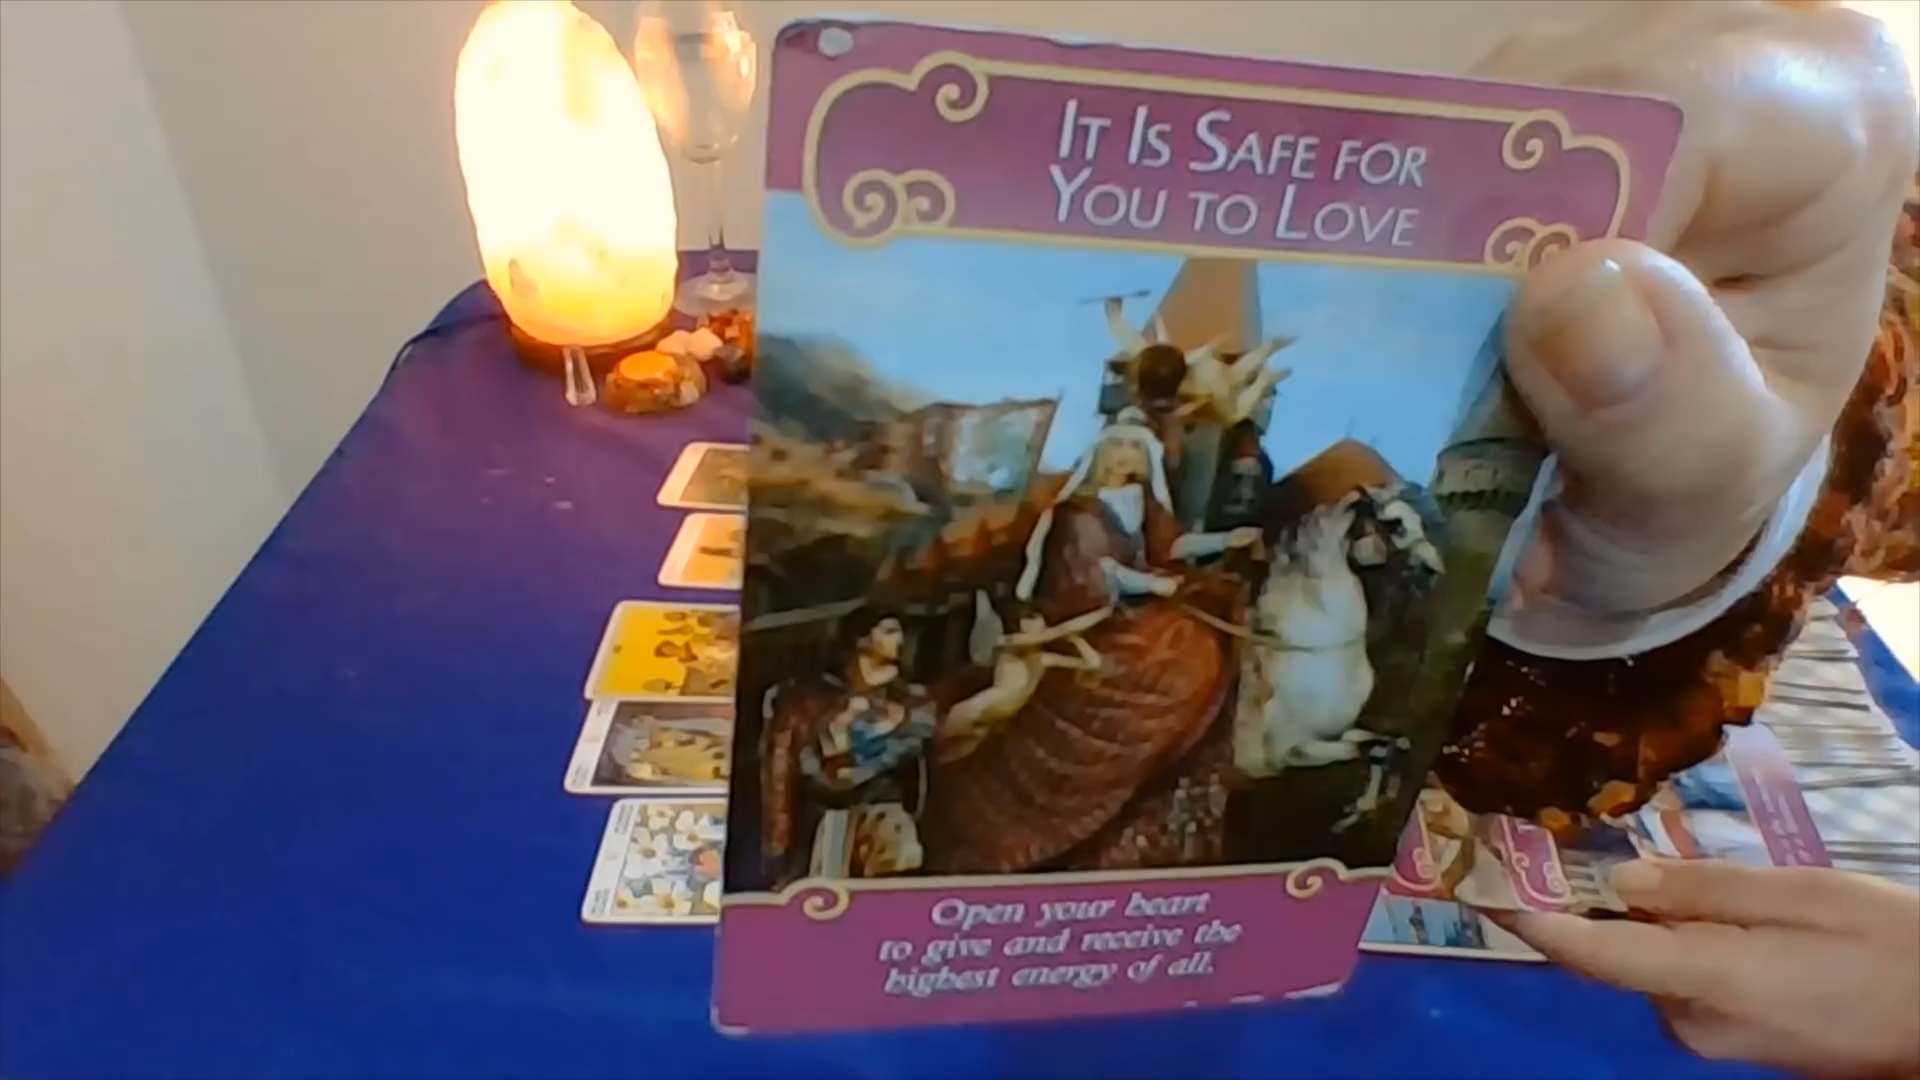 IT IS SAFE FOR
YOU TO LOVE
Open your heart
to give and receive the
highest energy of all.